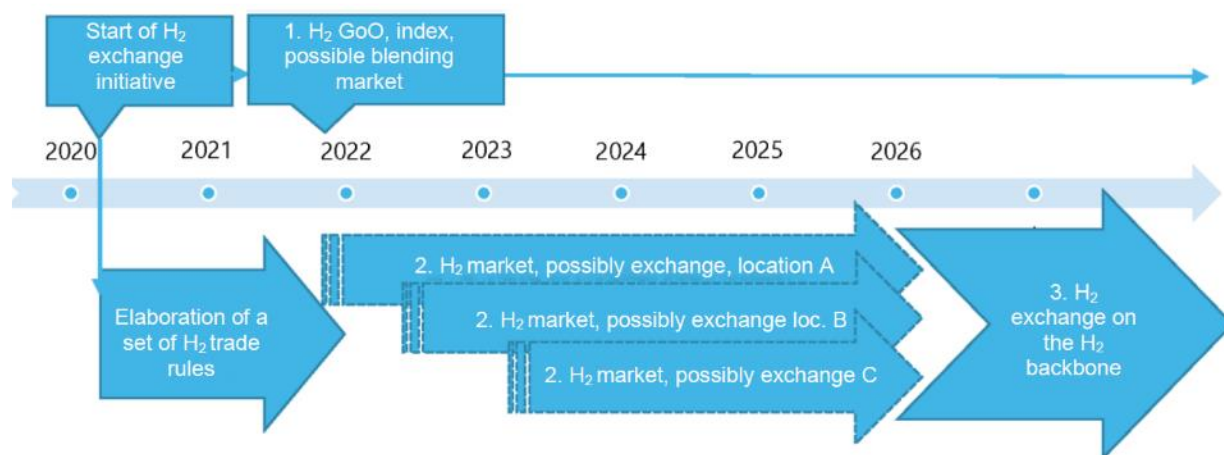 Start of H₂
exchange
initiative
1. H₂ GoO, index,
possible blending
market
2020
2021
2022
2023
2024
2025
2026
2. H₂ market, possibly exchange, location A
2. H₂ market, possibly exchange loc. B
2. H₂ market, possibly exchange C
Elaboration of a
set of H₂ trade
rules
3. H₂
exchange on
the H₂
backbone